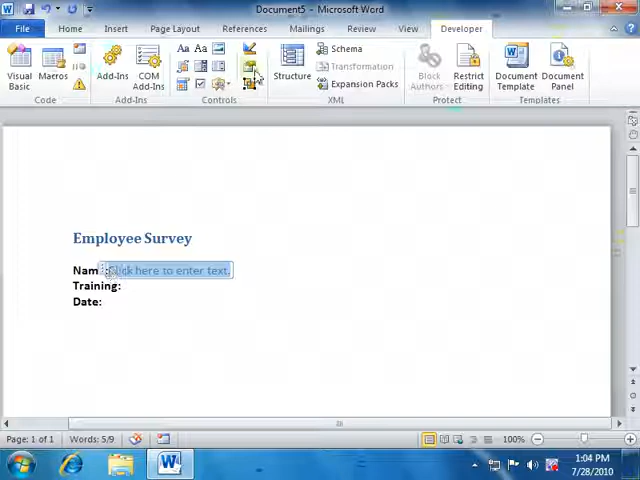 Document5 - Microsoft Word
File Home Insert Page Layout References Mailings Review View Developer
Visual Basic
Macros
Add-Ins
COM Add-Ins
Aa Aa
Structure
Schema
Transformation
Expansion Packs
Block Authors
Restrict Editing
Document Template
Document Panel
Code Add-Ins Controls XML Protect Templates
Employee Survey
Nam : Click here to enter text.
Training:
Date:
Page: 1 of 1 Words: 5/9 100%
1:04 PM
7/28/2010